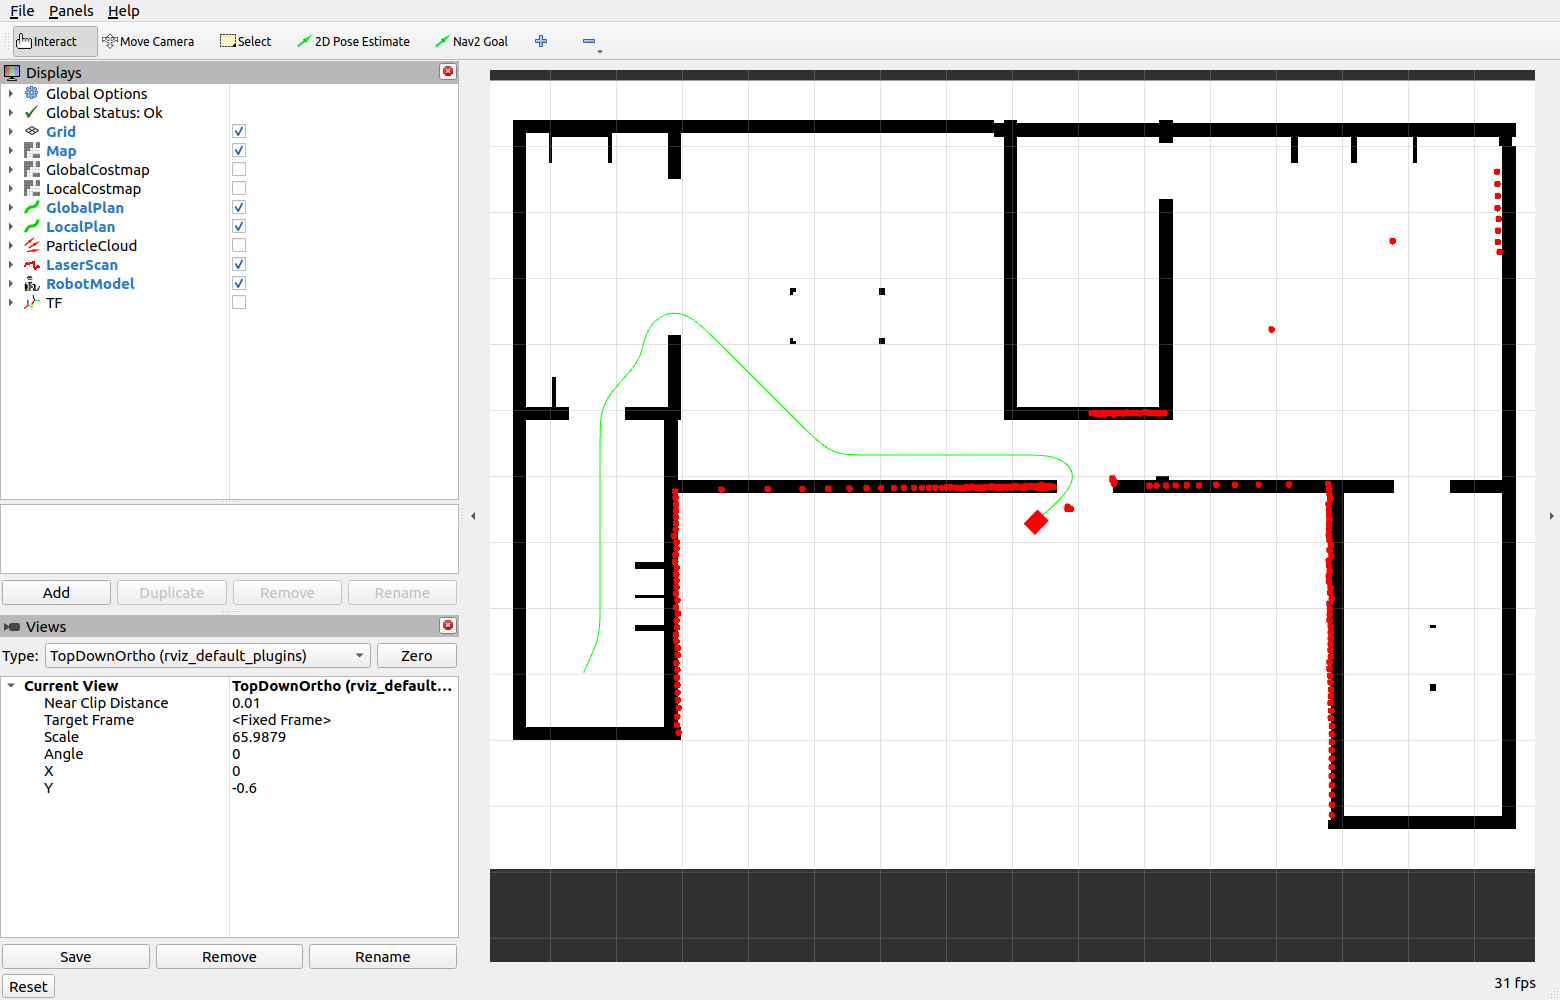 File Panels Help
Interact Move Camera Select 2D Pose Estimate Nav2 Goal
Displays
Global Options
Global Status: Ok
Grid
Map
GlobalCostmap
LocalCostmap
GlobalPlan
LocalPlan
ParticleCloud
LaserScan
RobotModel
TF
Add Duplicate Remove Rename
Views
Type: TopDownOrtho (rviz_default_plugins) Zero
Current View TopDownOrtho (rviz_default...
Near Clip Distance 0.01
Target Frame <Fixed Frame>
Scale 65.9879
Angle 0
X 0
Y -0.6
Save Remove Rename
Reset 31 fps